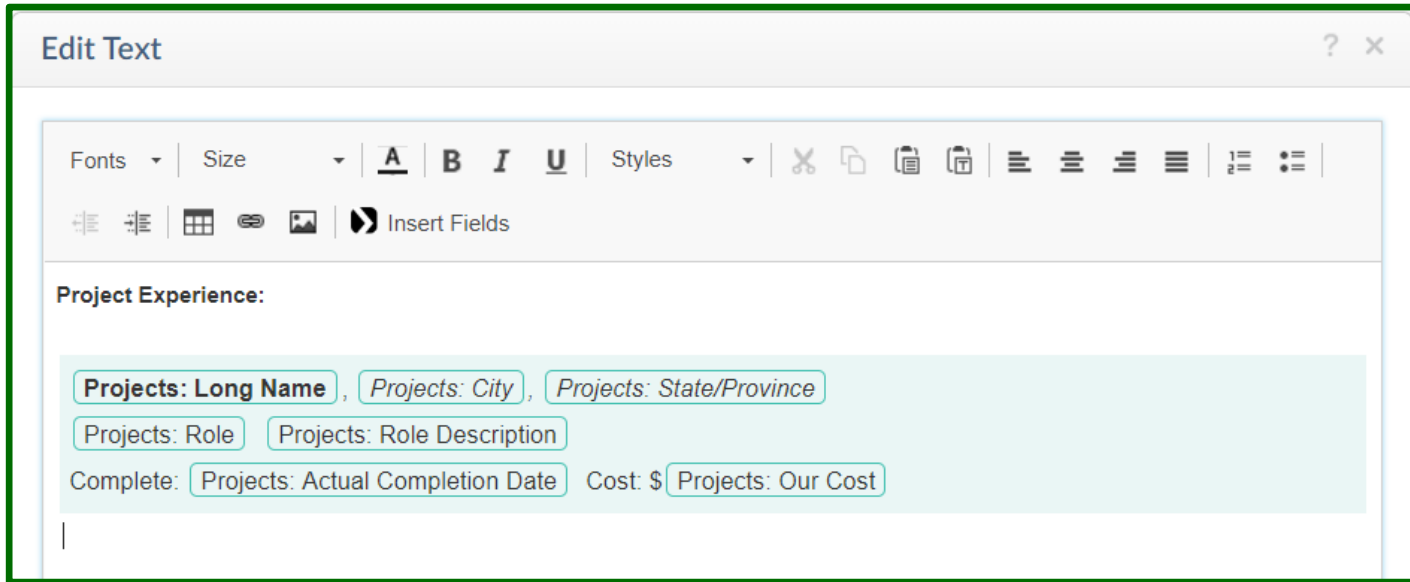 Edit Text ? ×
Fonts Size A B I U Styles
Insert Fields
Project Experience:
Projects: Long Name , Projects: City , Projects: State/Province
Projects: Role Projects: Role Description
Complete: Projects: Actual Completion Date Cost: $ Projects: Our Cost